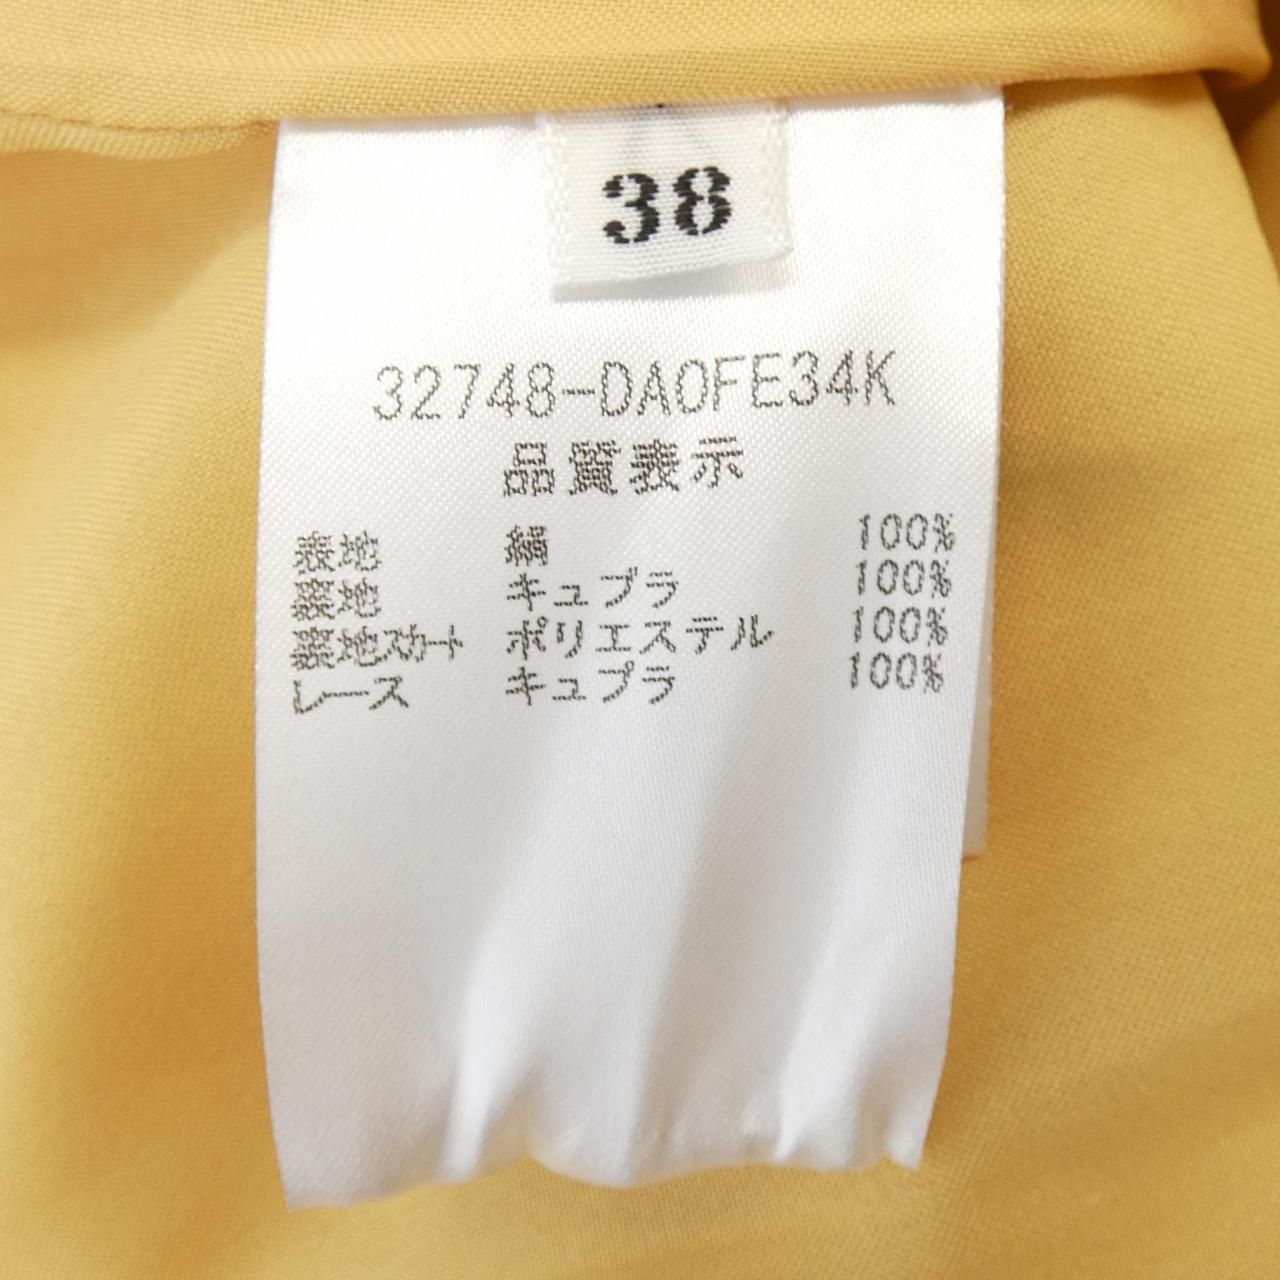 38
32748-DA0FE34K
品質表示
表地 絹 100%
裏地 キュプラ 100%
裏地スカート ポリエステル 100%
レース キュプラ 100%